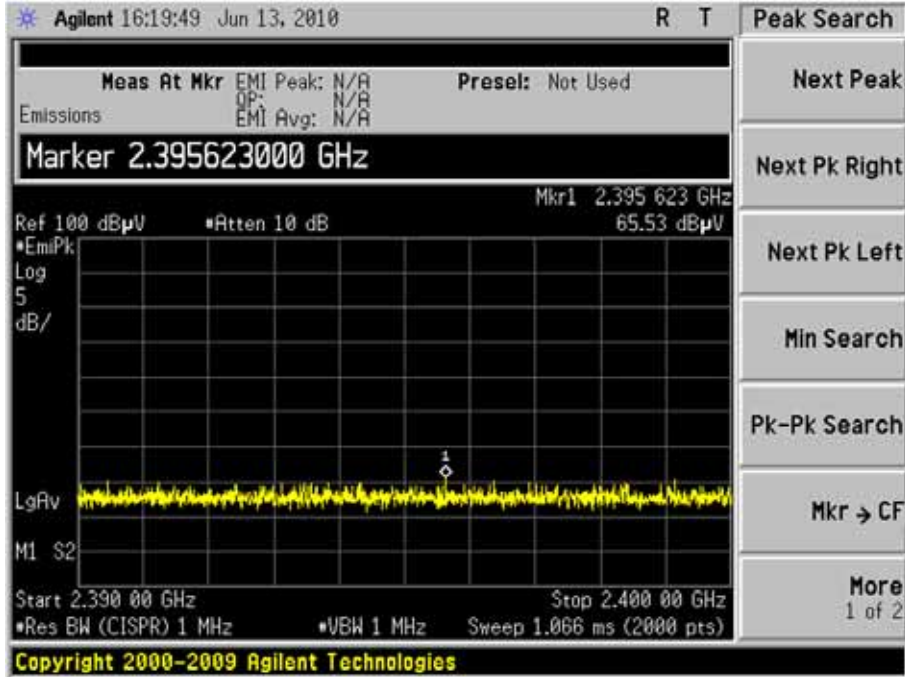 Agilent 16:19:49 Jun 13, 2010 R T
Peak Search
Meas At Mkr EMI Peak: N/A Presel: Not Used
QP: N/A
Emissions EMI Avg: N/A
Marker 2.395623000 GHz
Mkr1 2.395 623 GHz
Ref 100 dBµV #Atten 10 dB 65.53 dBµV
#EmiPk
Log
5
dB/
1
LgAv
M1 S2
Start 2.390 00 GHz Stop 2.400 00 GHz
#Res BW (CISPR) 1 MHz #VBW 1 MHz Sweep 1.066 ms (2000 pts)
Copyright 2000-2009 Agilent Technologies
Next Peak
Next Pk Right
Next Pk Left
Min Search
Pk-Pk Search
Mkr → CF
More
1 of 2